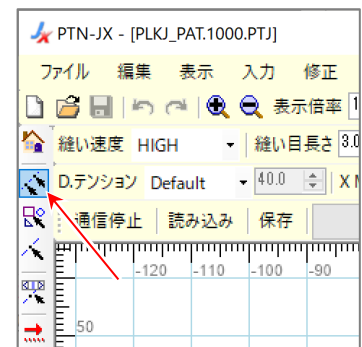 PTN-JX - [PLKJ_PAT.1000.PTJ]
ファイル 編集 表示 入力 修正
表示倍率 1
縫い速度 HIGH 縫い目長さ 3.0
D.テンション Default 40.0 X M
通信停止 読み込み 保存
-120 -110 -100 -90
50